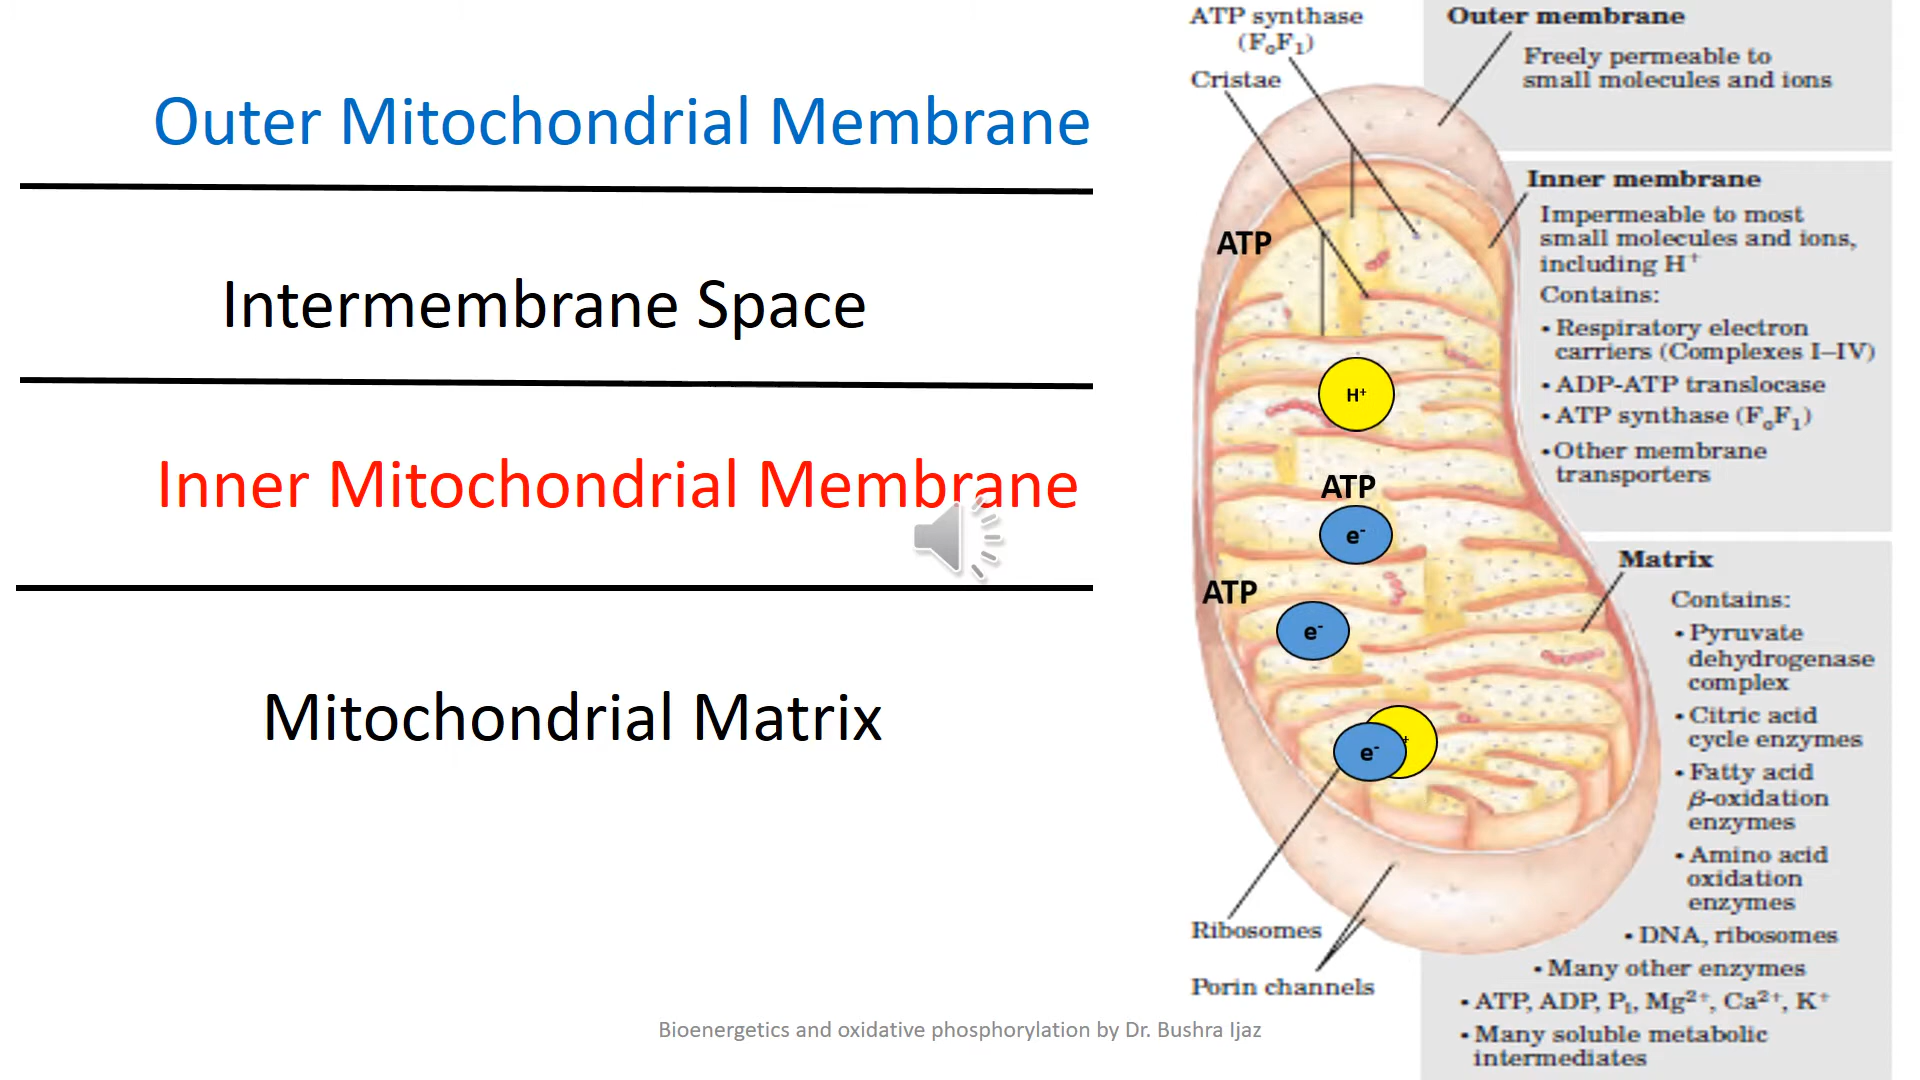 Outer Mitochondrial Membrane
Intermembrane Space
Inner Mitochondrial Membrane
Mitochondrial Matrix
ATP synthase
(FₒF₁)
Cristae
ATP
H⁺
ATP
e⁻
ATP
e⁻
e⁻
+
Ribosomes
Porin channels
Outer membrane
Freely permeable to
small molecules and ions
Inner membrane
Impermeable to most
small molecules and ions,
including H⁺
Contains:
• Respiratory electron
carriers (Complexes I–IV)
• ADP-ATP translocase
• ATP synthase (FₒF₁)
• Other membrane
transporters
Matrix
Contains:
• Pyruvate
dehydrogenase
complex
• Citric acid
cycle enzymes
• Fatty acid
β-oxidation
enzymes
• Amino acid
oxidation
enzymes
• DNA, ribosomes
• Many other enzymes
• ATP, ADP, Pᵢ, Mg²⁺, Ca²⁺, K⁺
• Many soluble metabolic
intermediates
Bioenergetics and oxidative phosphorylation by Dr. Bushra Ijaz